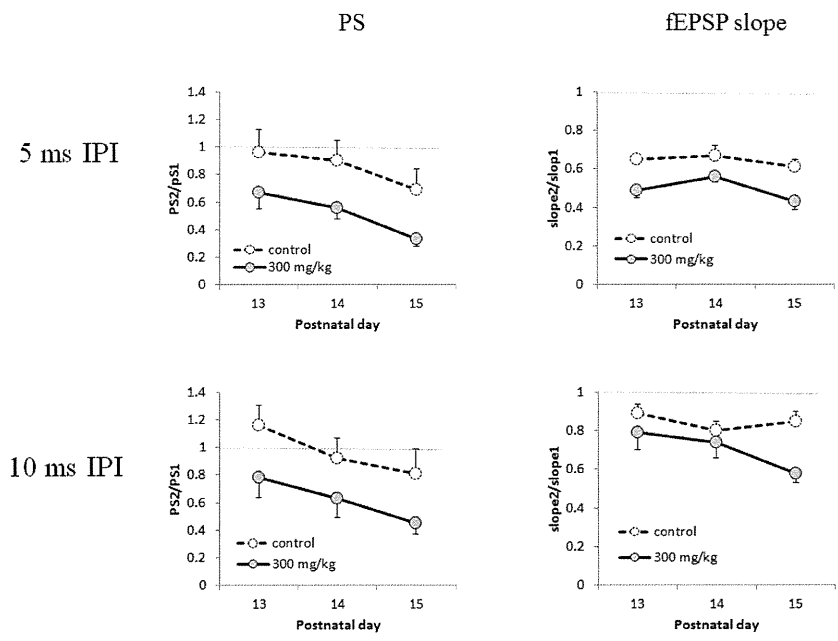 PS
fEPSP slope
5 ms IPI
PS2/pS1
1.4
1.2
1
0.8
0.6
0.4
0.2
0
control
300 mg/kg
13
14
15
Postnatal day
slope2/slop1
1
0.8
0.6
0.4
0.2
0
control
300 mg/kg
13
14
15
Postnatal day
10 ms IPI
PS2/PS1
1.4
1.2
1
0.8
0.6
0.4
0.2
0
control
300 mg/kg
13
14
15
Postnatal day
slope2/slope1
1
0.8
0.6
0.4
0.2
0
control
300 mg/kg
13
14
15
Postnatal day